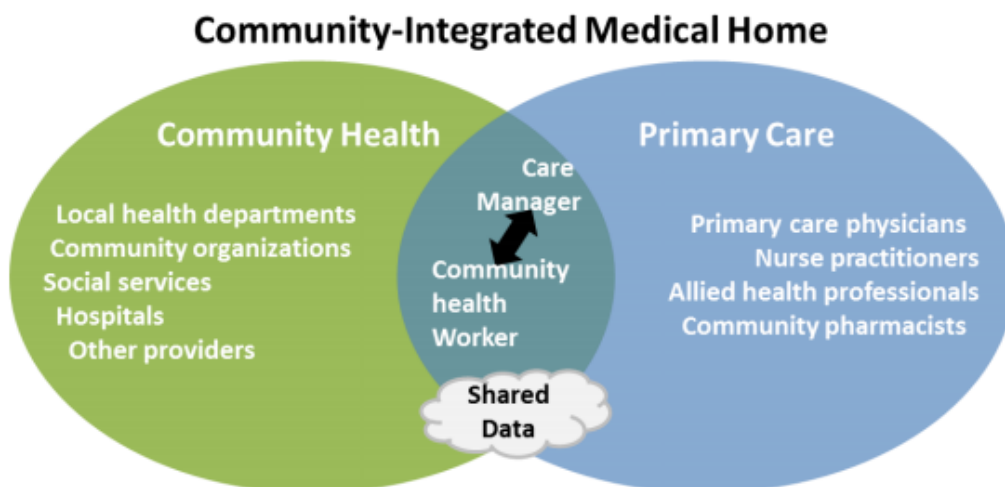 Community-Integrated Medical Home
Community Health
Local health departments
Community organizations
Social services
Hospitals
Other providers
Care
Manager
Community
health
Worker
Shared
Data
Primary Care
Primary care physicians
Nurse practitioners
Allied health professionals
Community pharmacists